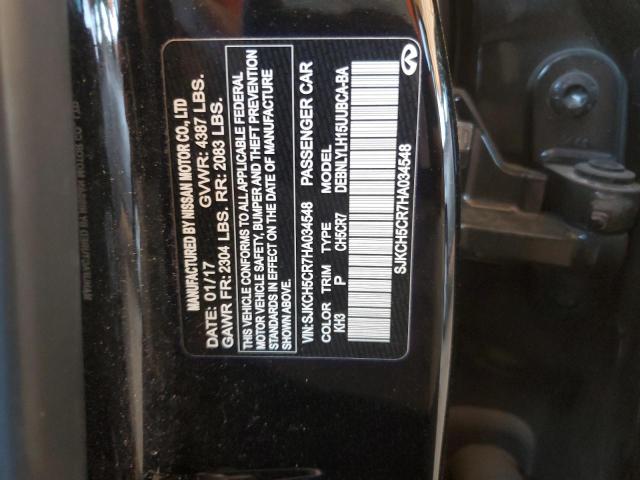 MANUFACTURED BY NISSAN MOTOR CO., LTD
DATE: 01/17 GVWR: 4387 LBS.
GAWR FR: 2304 LBS. RR: 2083 LBS.
THIS VEHICLE CONFORMS TO ALL APPLICABLE FEDERAL
MOTOR VEHICLE SAFETY, BUMPER AND THEFT PREVENTION
STANDARDS IN EFFECT ON THE DATE OF MANUFACTURE
SHOWN ABOVE.
VIN: SJKCH5CR7HA034548 PASSENGER CAR
COLOR TRIM TYPE MODEL
KH3 P CH5CR7 DEBNLYLH15UUBCA-BA
SJKCH5CR7HA034548